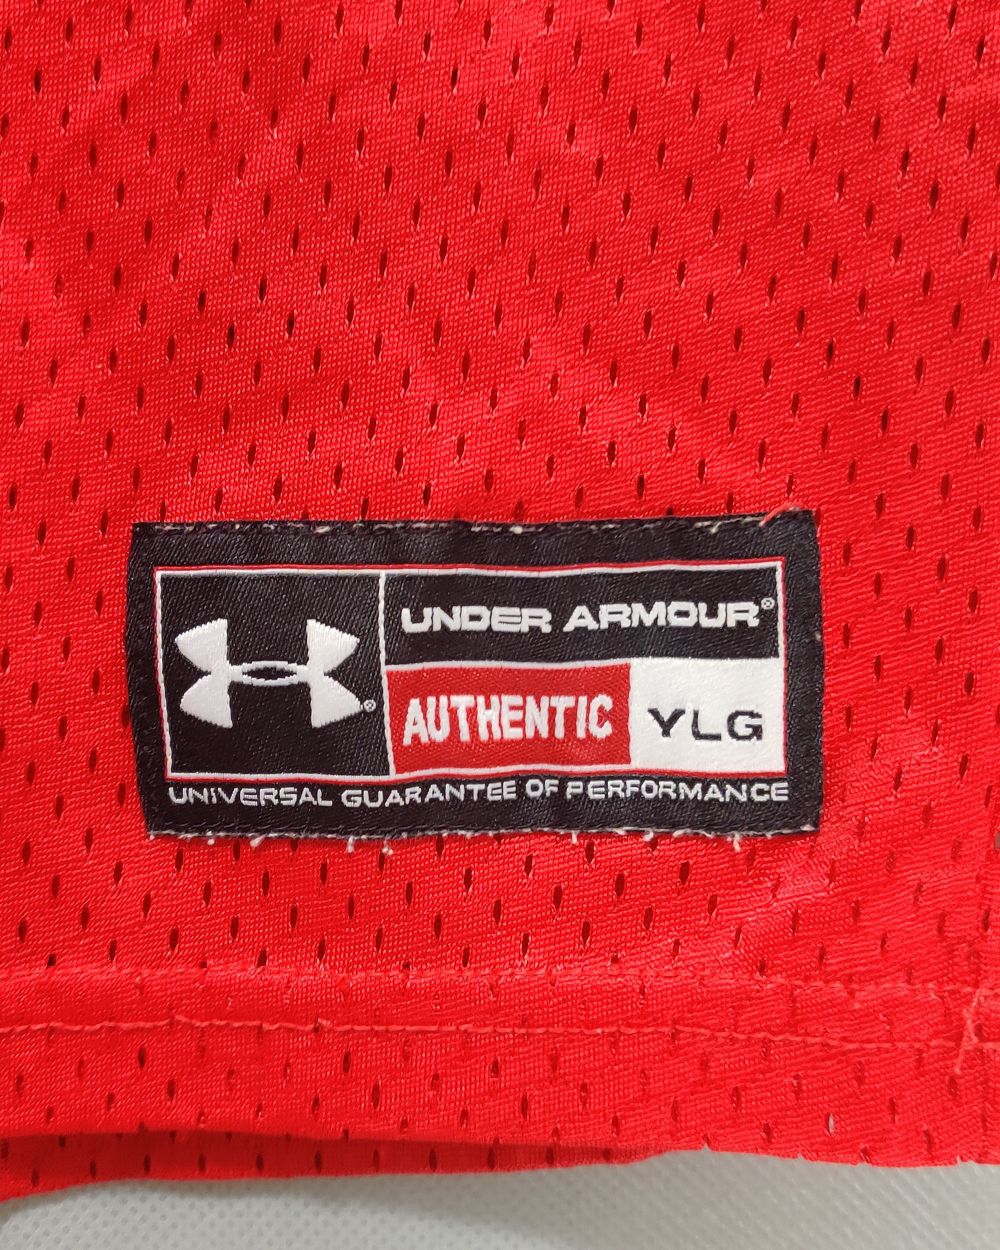 UNDER ARMOUR®
®
AUTHENTIC YLG
UNIVERSAL GUARANTEE OF PERFORMANCE